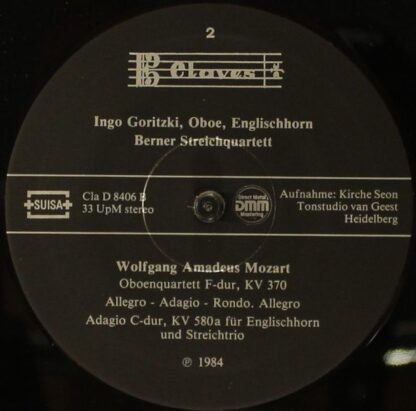 2
Claves
Ingo Goritzki, Oboe, Englischhorn
Berner Streichquartett
+SUISA+
Cla D 8406 B
33 UpM stereo
Direct Metal
DMM
Mastering
Aufnahme: Kirche Seon
Tonstudio van Geest
Heidelberg
Wolfgang Amadeus Mozart
Oboenquartett F-dur, KV 370
Allegro - Adagio - Rondo. Allegro
Adagio C-dur, KV 580a für Englischhorn
und Streichtrio
℗ 1984